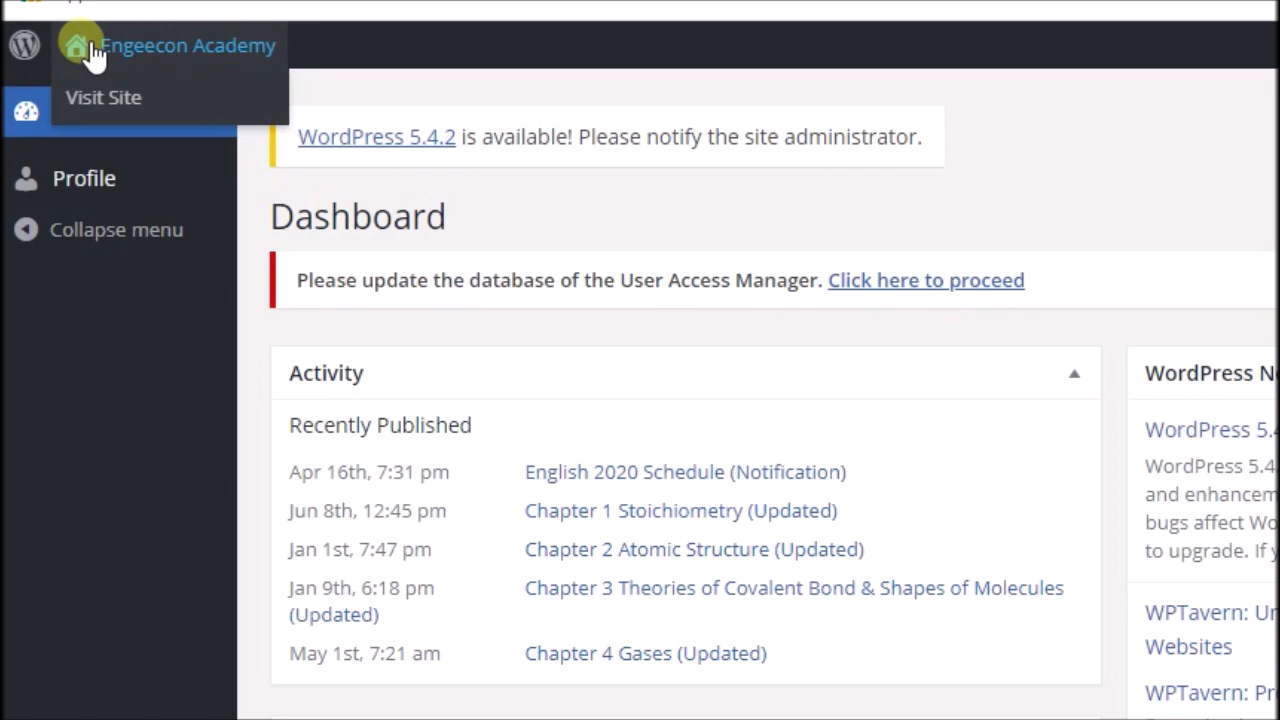 Engeecon Academy
Visit Site
WordPress 5.4.2 is available! Please notify the site administrator.
Profile
Collapse menu
Dashboard
Please update the database of the User Access Manager. Click here to proceed
Activity
Recently Published
Apr 16th, 7:31 pm English 2020 Schedule (Notification)
Jun 8th, 12:45 pm Chapter 1 Stoichiometry (Updated)
Jan 1st, 7:47 pm Chapter 2 Atomic Structure (Updated)
Jan 9th, 6:18 pm Chapter 3 Theories of Covalent Bond & Shapes of Molecules
(Updated)
May 1st, 7:21 am Chapter 4 Gases (Updated)
WordPress
WordPress 5.4
WordPress 5.4
and
bugs affect
to upgrade. If
WPTavern:
Websites
WPTavern: